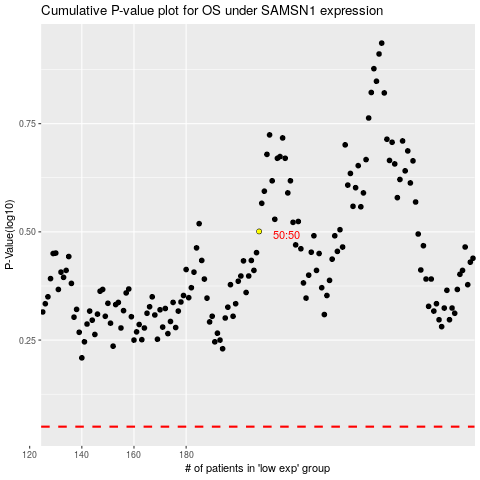 Cumulative P-value plot for OS under SAMSN1 expression
P-Value(log10)
0.75
0.50
0.25
50:50
120 140 160 180
# of patients in 'low exp' group